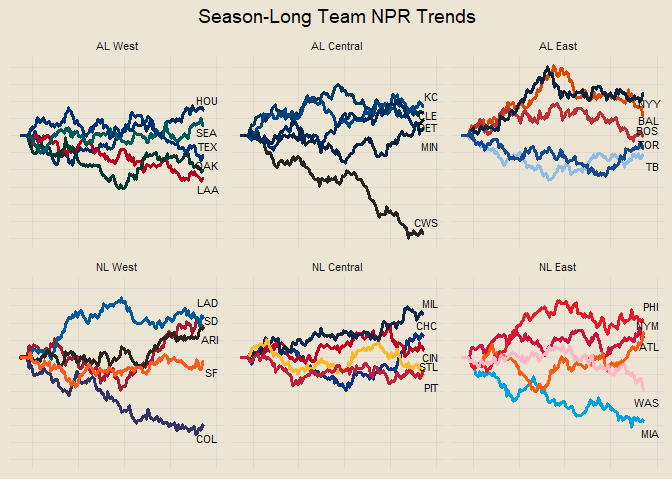 Season-Long Team NPR Trends
AL West
AL Central
AL East
HOU
SEA
TEX
OAK
LAA
KC
CLE
DET
MIN
CWS
NYY
BAL
BOS
TOR
TB
NL West
NL Central
NL East
LAD
SD
ARI
SF
COL
MIL
CHC
CIN
STL
PIT
PHI
NYM
ATL
WAS
MIA